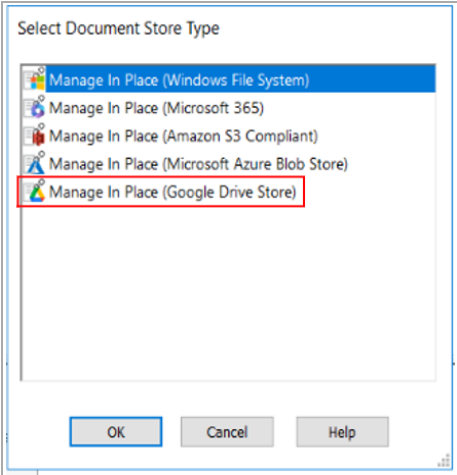 Select Document Store Type
Manage In Place (Windows File System)
Manage In Place (Microsoft 365)
Manage In Place (Amazon S3 Compliant)
Manage In Place (Microsoft Azure Blob Store)
Manage In Place (Google Drive Store)
OK Cancel Help